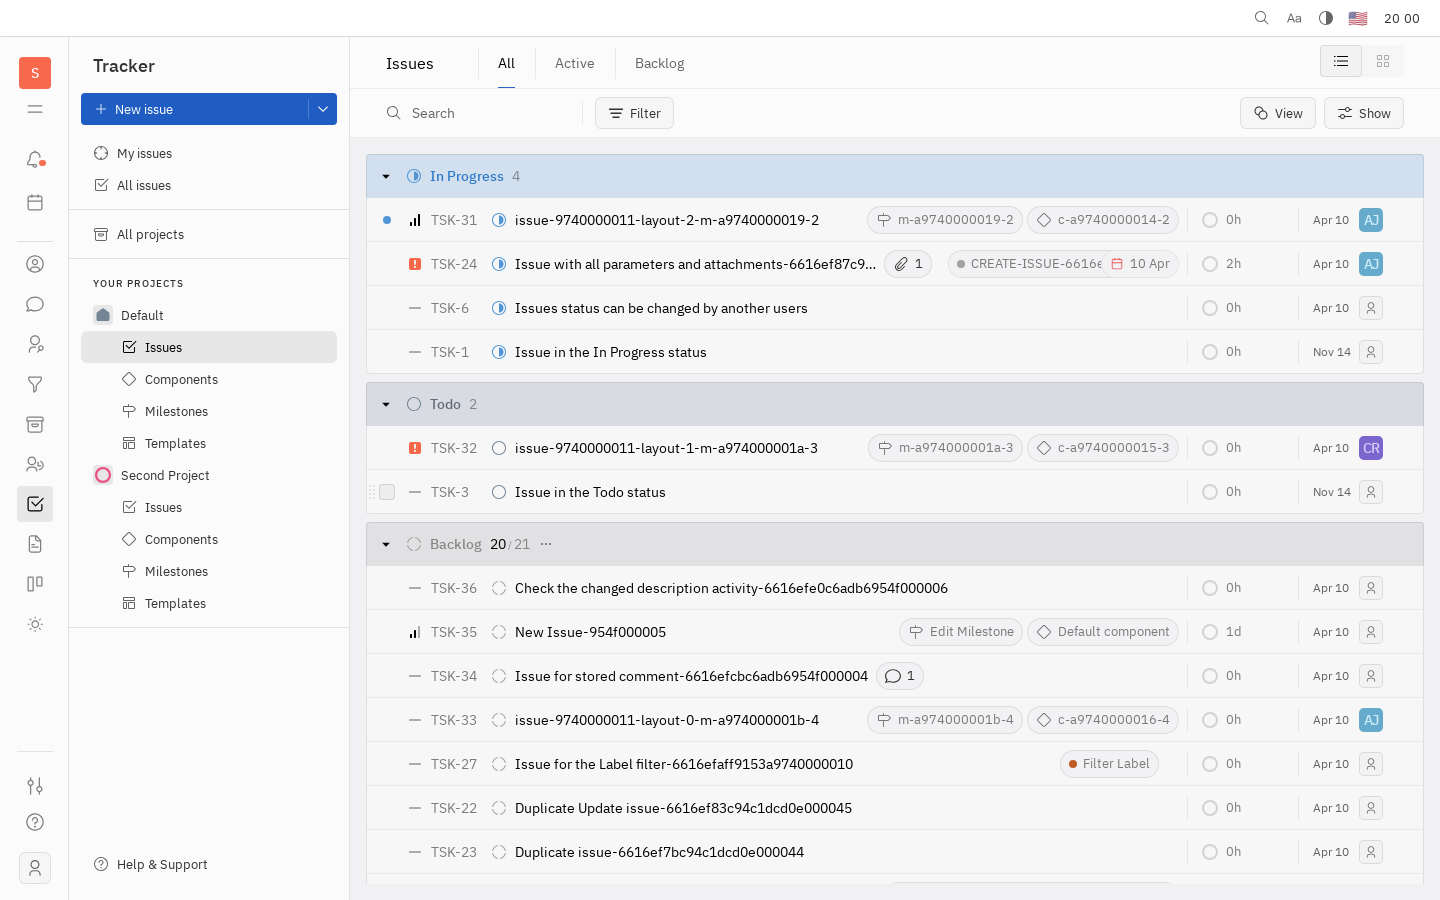 Aa
20 00
S
Tracker
New issue
My issues
All issues
All projects
YOUR PROJECTS
Default
Issues
Components
Milestones
Templates
Second Project
Issues
Components
Milestones
Templates
Help & Support
Issues
All
Active
Backlog
Search
Filter
View
Show
In Progress 4
TSK-31 issue-9740000011-layout-2-m-a9740000019-2 m-a9740000019-2 c-a9740000014-2 0h Apr 10 AJ
TSK-24 Issue with all parameters and attachments-6616ef87c9... 1 CREATE-ISSUE-6616e 10 Apr 2h Apr 10 AJ
TSK-6 Issues status can be changed by another users 0h Apr 10
TSK-1 Issue in the In Progress status 0h Nov 14
Todo 2
TSK-32 issue-9740000011-layout-1-m-a974000001a-3 m-a974000001a-3 c-a9740000015-3 0h Apr 10 CR
TSK-3 Issue in the Todo status 0h Nov 14
Backlog 20/21 ...
TSK-36 Check the changed description activity-6616efe0c6adb6954f000006 0h Apr 10
TSK-35 New Issue-954f000005 Edit Milestone Default component 1d Apr 10
TSK-34 Issue for stored comment-6616efcbc6adb6954f000004 1 0h Apr 10
TSK-33 issue-9740000011-layout-0-m-a974000001b-4 m-a974000001b-4 c-a9740000016-4 0h Apr 10 AJ
TSK-27 Issue for the Label filter-6616efaff9153a9740000010 Filter Label 0h Apr 10
TSK-22 Duplicate Update issue-6616ef83c94c1dcd0e000045 0h Apr 10
TSK-23 Duplicate issue-6616ef7bc94c1dcd0e000044 0h Apr 10